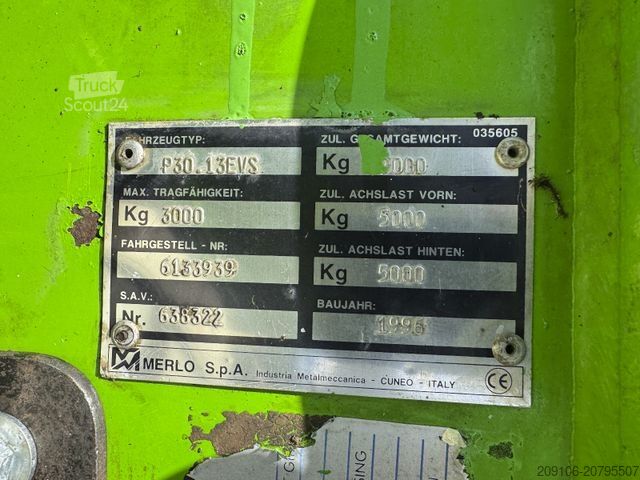 Truck
Scout24
035605
FAHRZEUGTYP:
P30.13EVS
MAX. TRAGFÄHIGKEIT:
Kg 3000
FAHRGESTELL - NR:
6133939
S.A.V.:
Nr. 638322
ZUL. GESAMTGEWICHT:
Kg
ZUL. ACHSLAST VORN:
Kg 5000
ZUL. ACHSLAST HINTEN:
Kg 5000
BAUJAHR:
1996
MERLO S.p.A. Industria Metalmeccanica - CUNEO - ITALY CE
209106-20795507